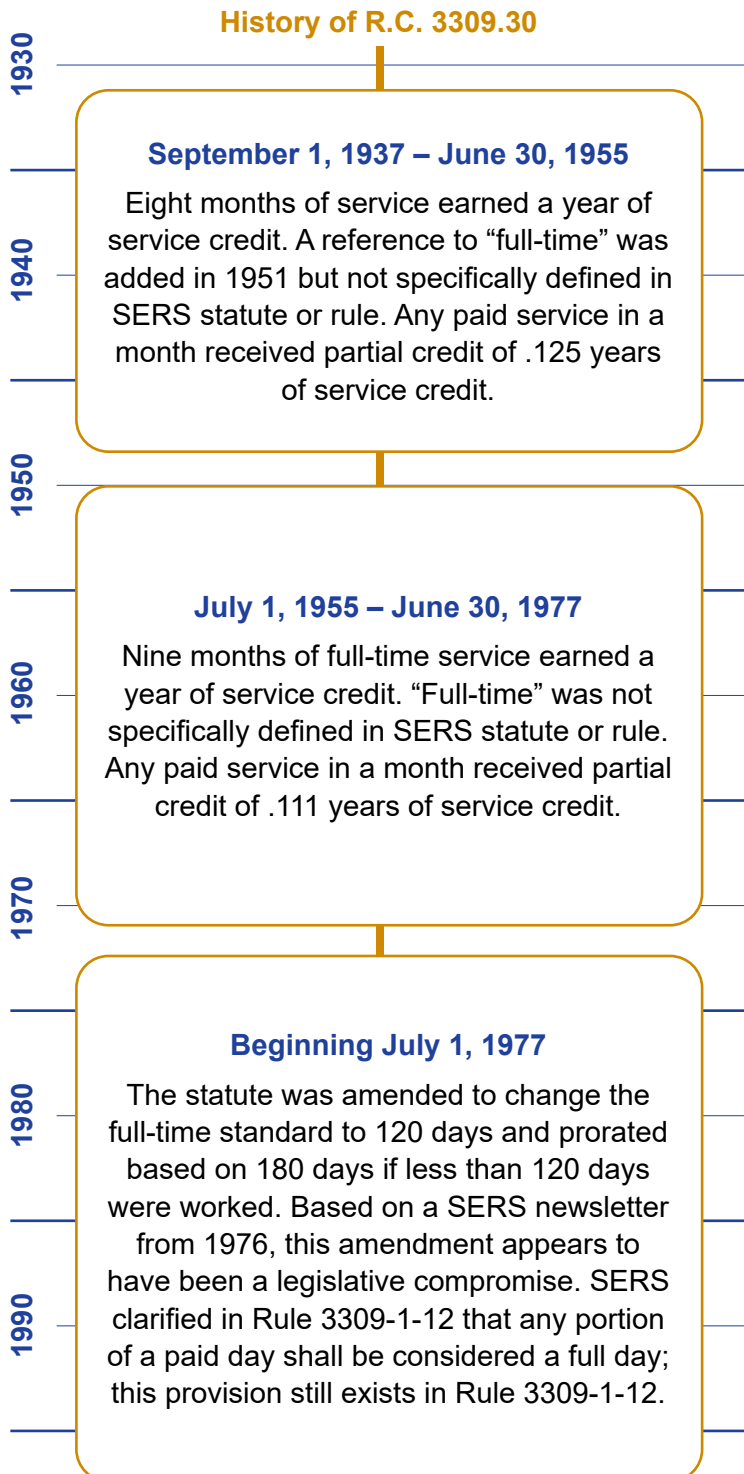 History of R.C. 3309.30
1930
September 1, 1937 – June 30, 1955
Eight months of service earned a year of
service credit. A reference to “full-time” was
added in 1951 but not specifically defined in
SERS statute or rule. Any paid service in a
month received partial credit of .125 years
of service credit.
1940
1950
July 1, 1955 – June 30, 1977
Nine months of full-time service earned a
year of service credit. “Full-time” was not
specifically defined in SERS statute or rule.
Any paid service in a month received partial
credit of .111 years of service credit.
1960
1970
Beginning July 1, 1977
The statute was amended to change the
full-time standard to 120 days and prorated
based on 180 days if less than 120 days
were worked. Based on a SERS newsletter
from 1976, this amendment appears to
have been a legislative compromise. SERS
clarified in Rule 3309-1-12 that any portion
of a paid day shall be considered a full day;
this provision still exists in Rule 3309-1-12.
1980
1990